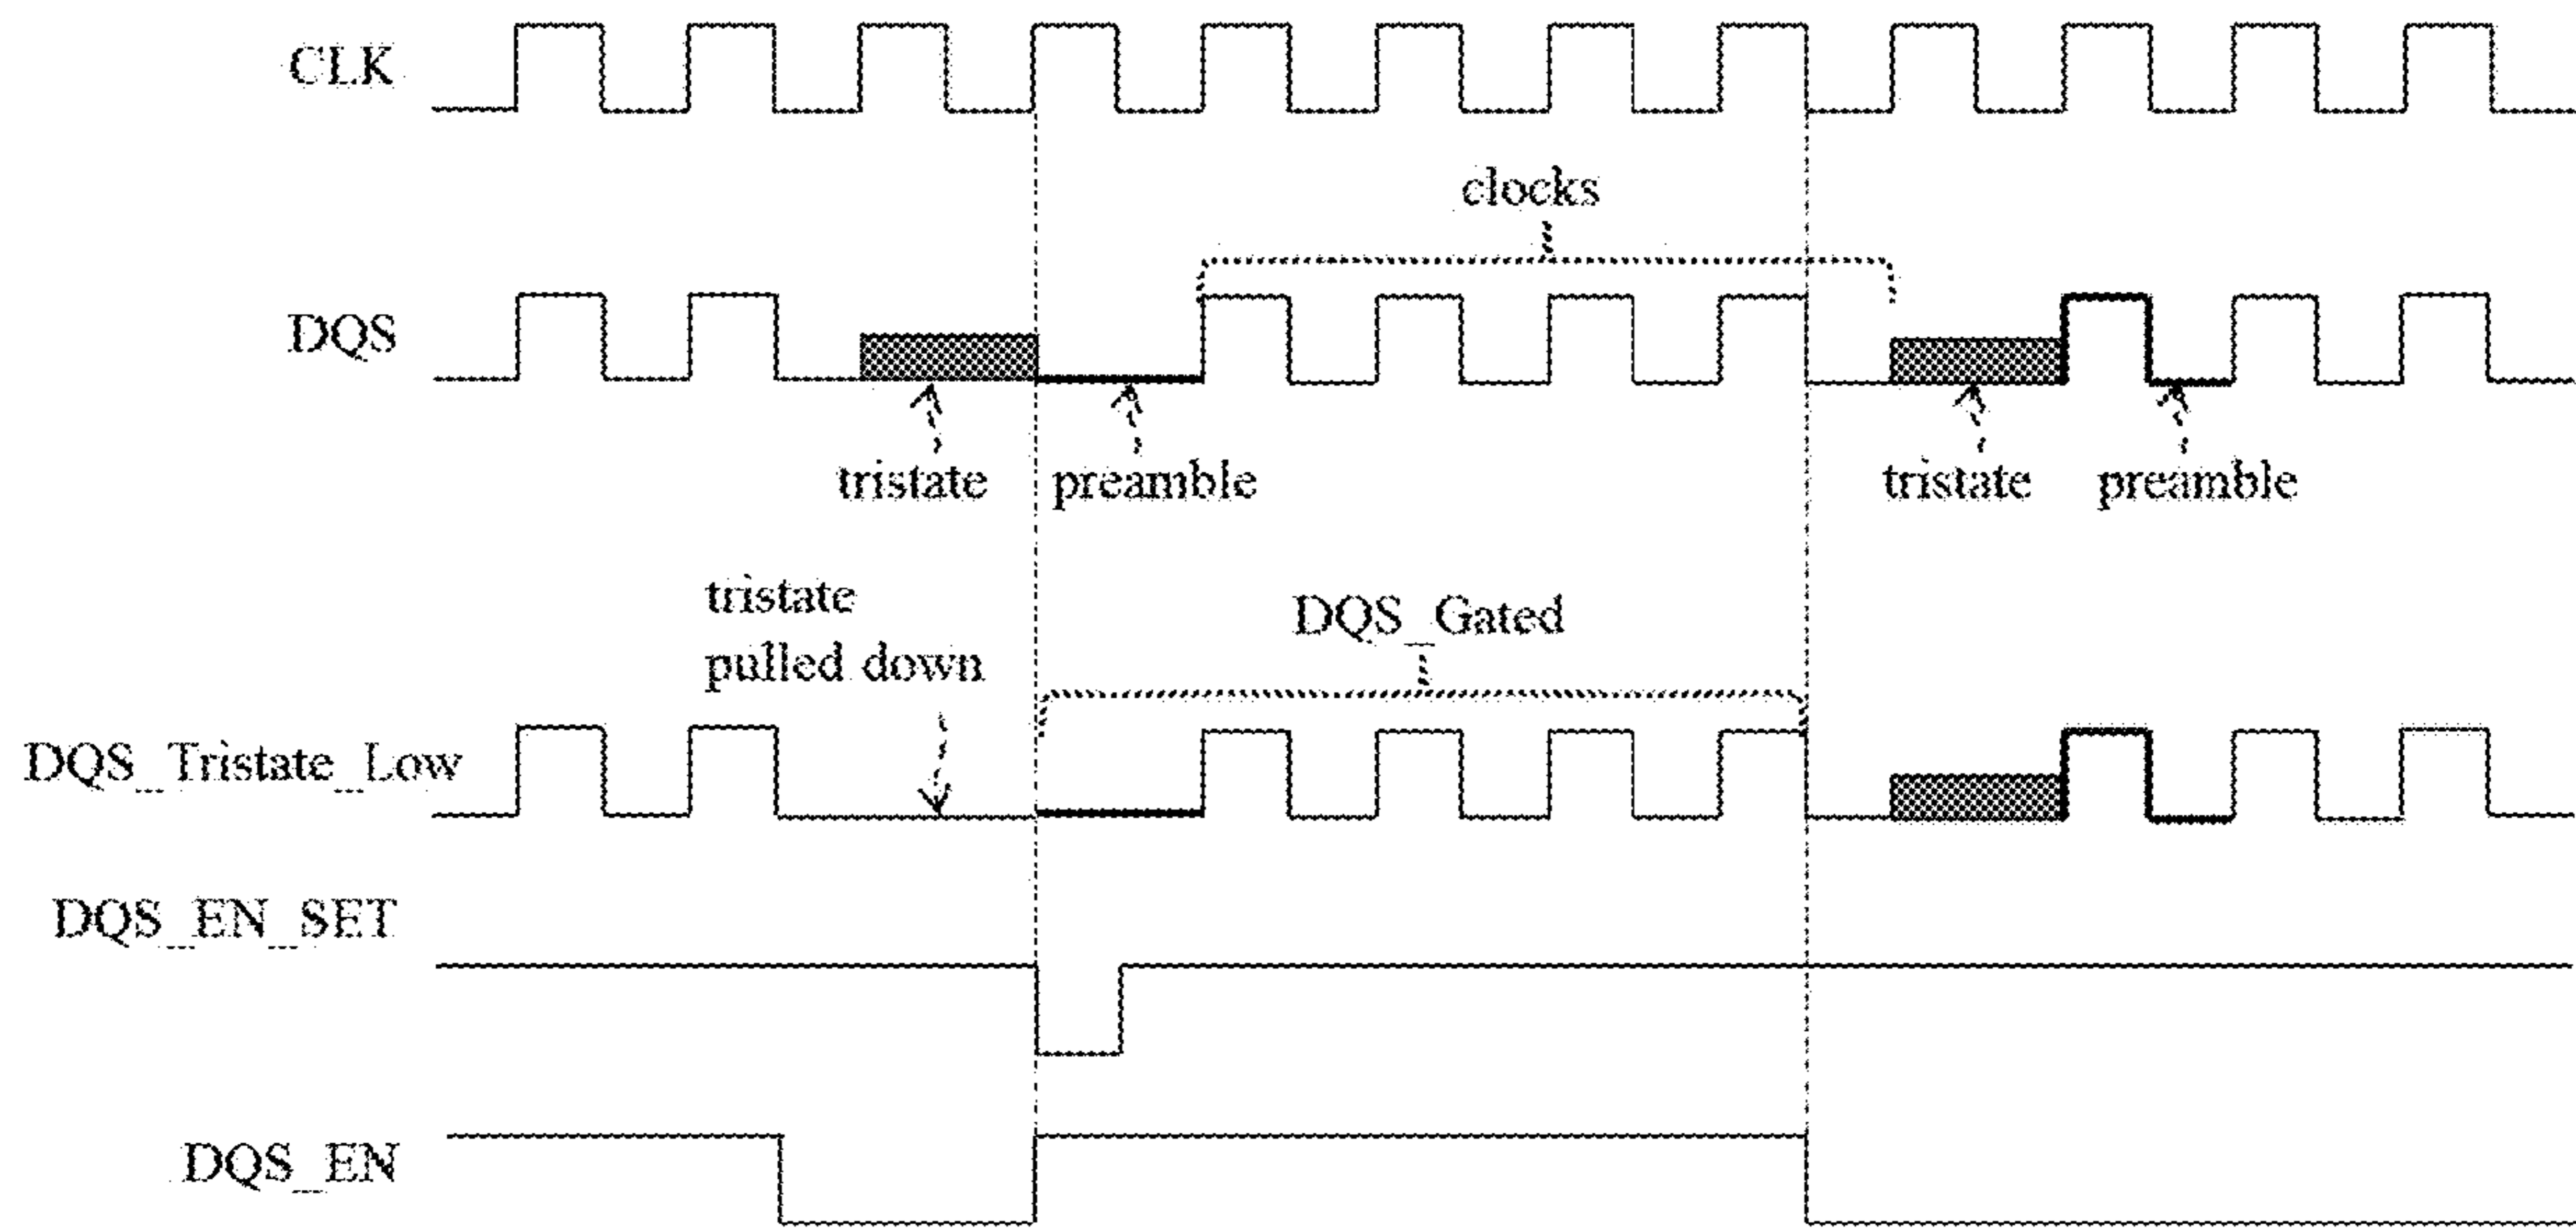 CLK
clocks
DQS
tristate preamble tristate preamble
tristate
pulled down
DQS_Gated
DQS_Tristate_Low
DQS_EN_SET
DQS_EN